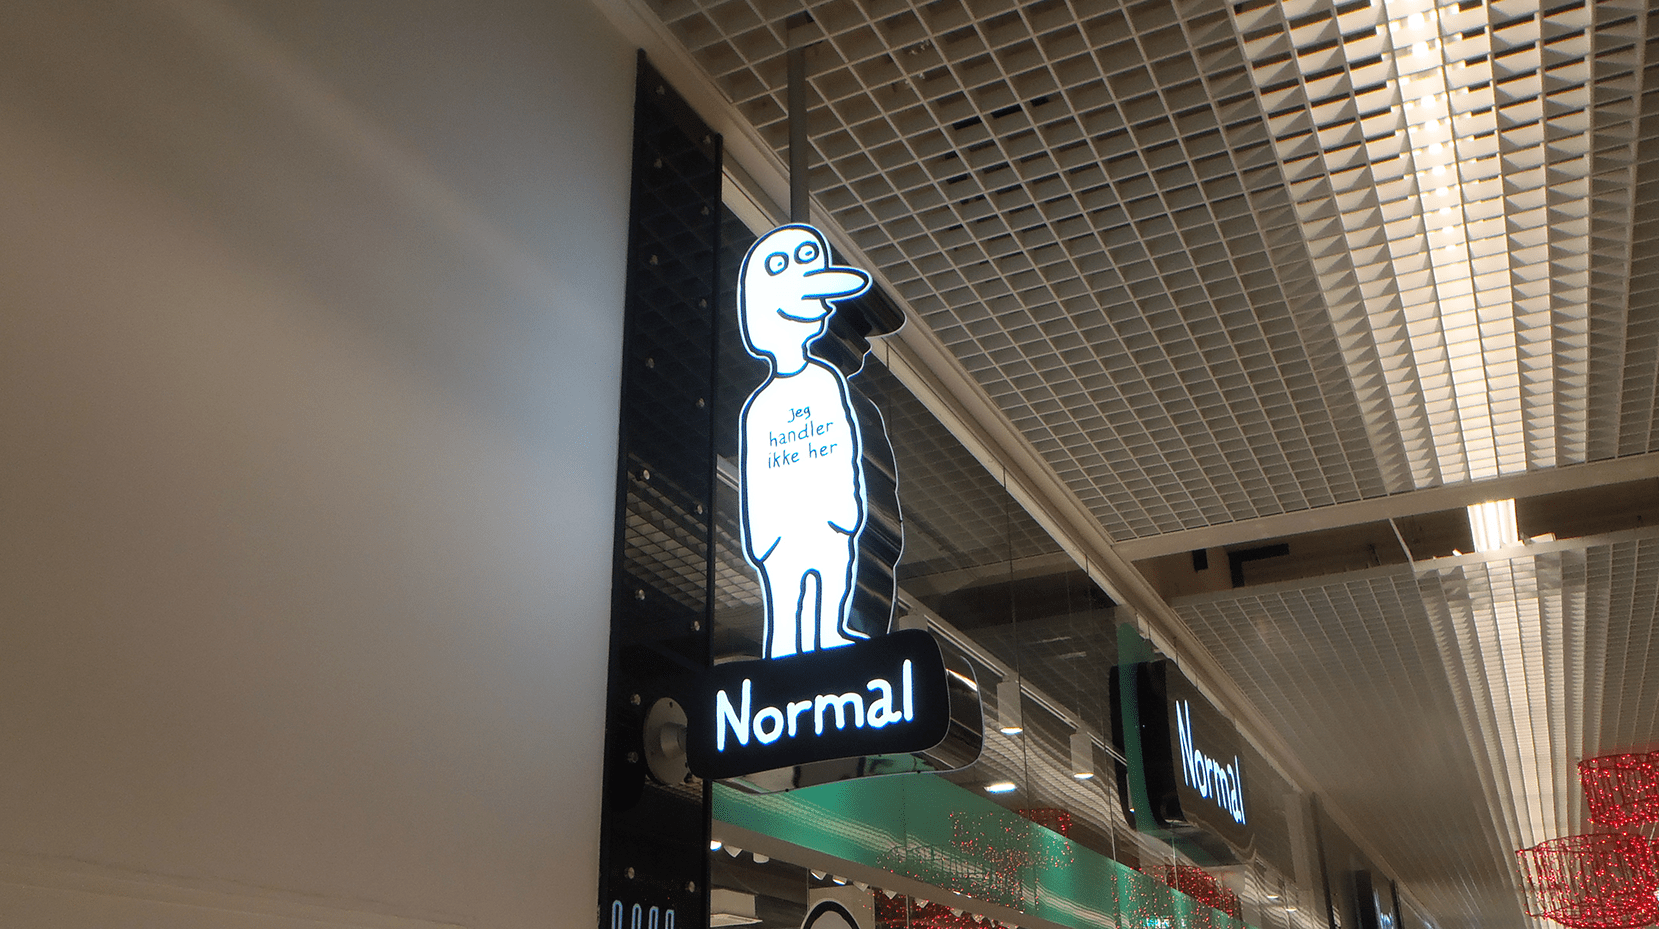 Jeg
handler
ikke her
Normal
Normal